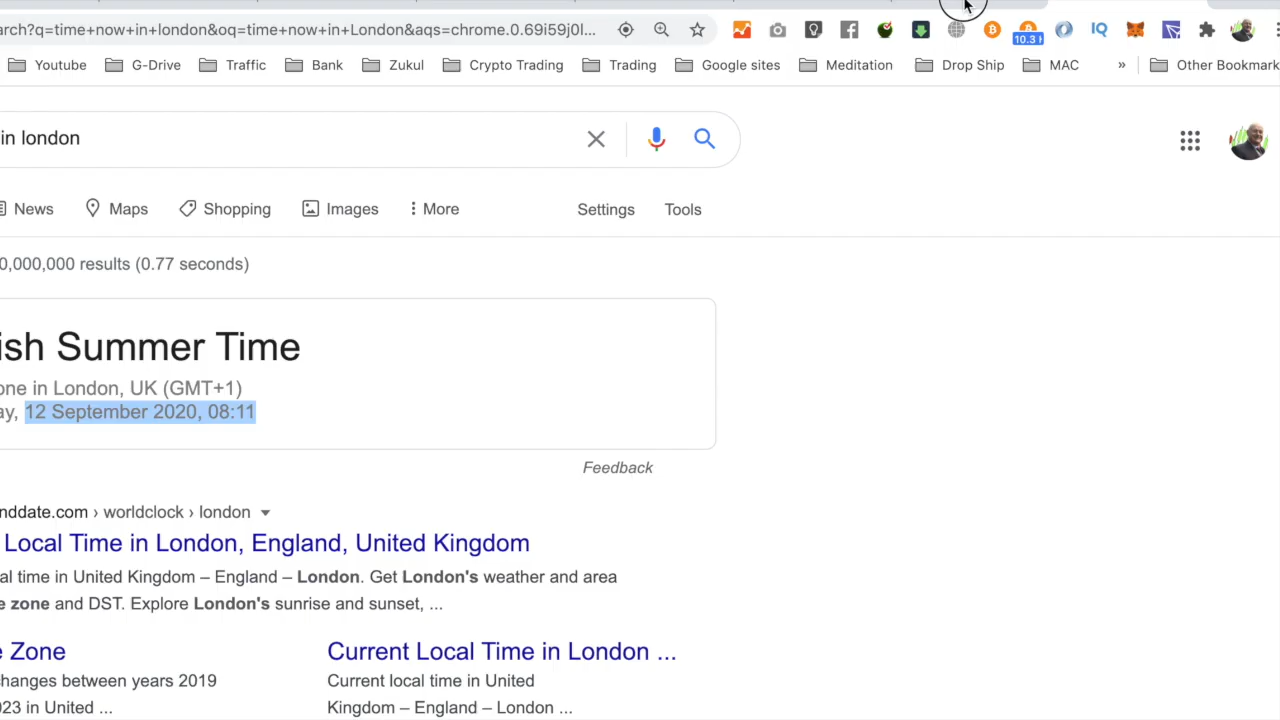 arch?q=time+now+in+london&oq=time+now+in+London&aqs=chrome.0.69i59j0l...
10.3
IQ
Youtube G-Drive Traffic Bank Zukul Crypto Trading Trading Google sites Meditation Drop Ship MAC » Other Bookmark
in london
News Maps Shopping Images More Settings Tools
0,000,000 results (0.77 seconds)
ish Summer Time
one in London, UK (GMT+1)
ay, 12 September 2020, 08:11
Feedback
nddate.com › worldclock › london
Local Time in London, England, United Kingdom
al time in United Kingdom – England – London. Get London's weather and area
e zone and DST. Explore London's sunrise and sunset, ...
e Zone
hanges between years 2019
023 in United ...
Current Local Time in London ...
Current local time in United
Kingdom – England – London ...